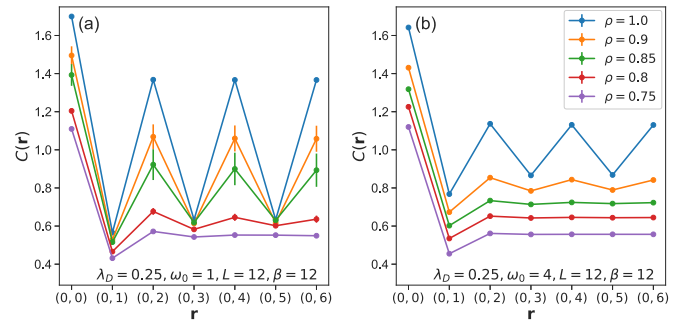 (a)
C(r)
1.6
1.4
1.2
1.0
0.8
0.6
0.4
λ_D = 0.25, ω_0 = 1, L = 12, β = 12
(0, 0) (0, 1) (0, 2) (0, 3) (0, 4) (0, 5) (0, 6)
r
(b)
C(r)
1.6
1.4
1.2
1.0
0.8
0.6
0.4
ρ = 1.0
ρ = 0.9
ρ = 0.85
ρ = 0.8
ρ = 0.75
λ_D = 0.25, ω_0 = 4, L = 12, β = 12
(0, 0) (0, 1) (0, 2) (0, 3) (0, 4) (0, 5) (0, 6)
r